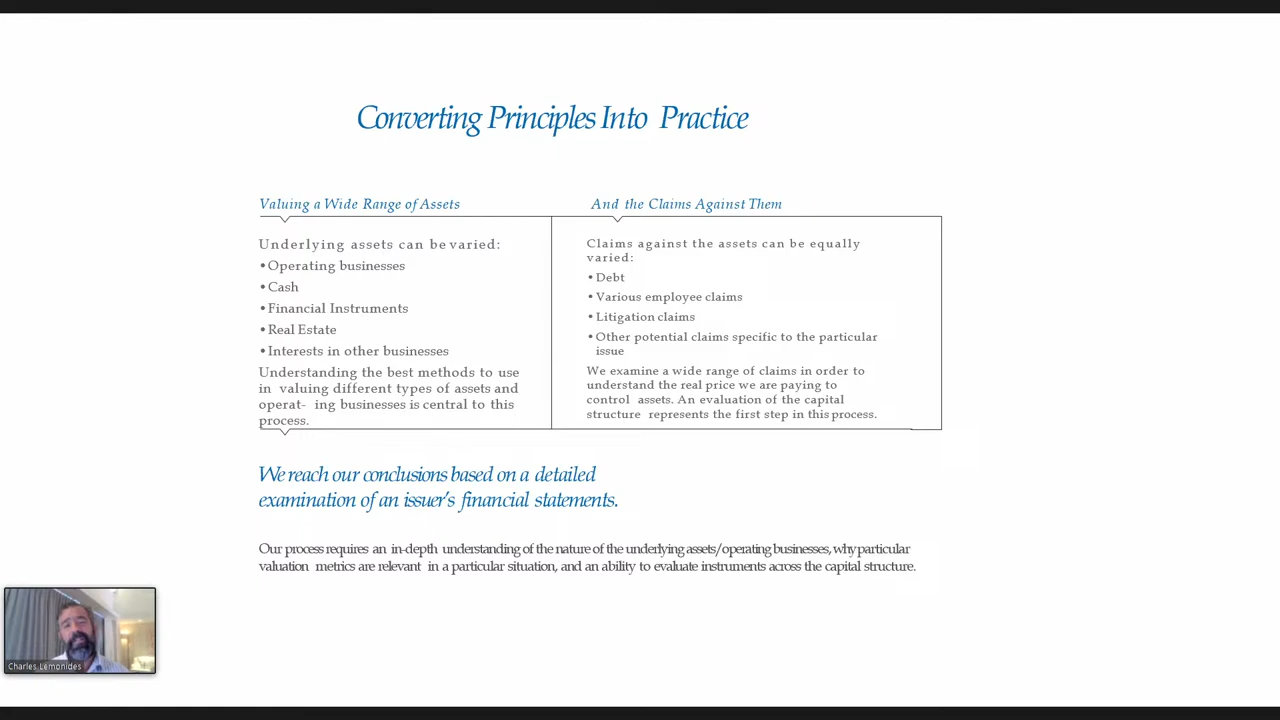 Converting Principles Into Practice
Valuing a Wide Range of Assets
Underlying assets can be varied:
•Operating businesses
•Cash
•Financial Instruments
•Real Estate
•Interests in other businesses
Understanding the best methods to use
in valuing different types of assets and
operat- ing businesses is central to this
process.
And the Claims Against Them
Claims against the assets can be equally
varied:
•Debt
•Various employee claims
•Litigation claims
•Other potential claims specific to the particular
issue
We examine a wide range of claims in order to
understand the real price we are paying to
control assets. An evaluation of the capital
structure represents the first step in this process.
We reach our conclusions based on a detailed
examination of an issuer's financial statements.
Our process requires an in-depth understanding of the nature of the underlying assets/operating businesses, why particular
valuation metrics are relevant in a particular situation, and an ability to evaluate instruments across the capital structure.
Charles Lemonides